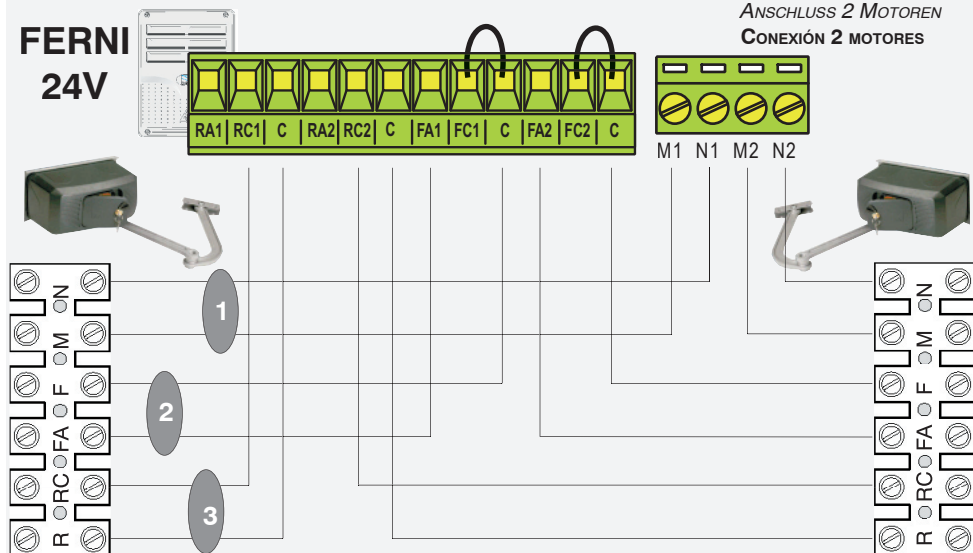 ANSCHLUSS 2 MOTOREN
CONEXIÓN 2 MOTORES
FERNI
24V
RA1 RC1 C RA2 RC2 C FA1 FC1 C FA2 FC2 C
M1 N1 M2 N2
N
M
F
FA
RC
R
1
2
3
N
M
F
FA
RC
R